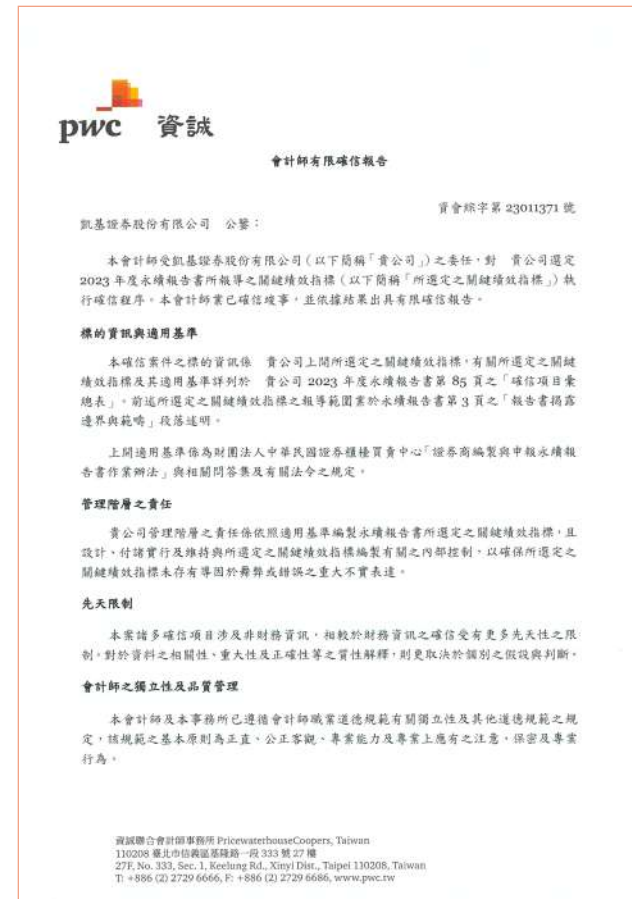 pwc 資誠
會計師有限確信報告
資會綜字第 23011371 號
凱基證券股份有限公司 公鑒：
本會計師受凱基證券股份有限公司（以下簡稱「貴公司」）之委任，對 貴公司選定
2023 年度永續報告書所報導之關鍵績效指標（以下簡稱「所選定之關鍵績效指標」）執
行確信程序。本會計師業已確信竣事，並依據結果出具有限確信報告。
標的資訊與適用基準
本確信案件之標的資訊係 貴公司上開所選定之關鍵績效指標，有關所選定之關鍵
績效指標及其適用基準詳列於 貴公司 2023 年度永續報告書第 85 頁之「確信項目彙
總表」。前述所選定之關鍵績效指標之報導範圍業於永續報告書第 3 頁之「報告書揭露
邊界與範疇」段落述明。
上開適用基準係為財團法人中華民國證券櫃檯買賣中心「證券商編製與申報永續報
告書作業辦法」與相關問答集及有關法令之規定。
管理階層之責任
貴公司管理階層之責任係依照適用基準編製永續報告書所選定之關鍵績效指標，且
設計、付諸實行及維持與所選定之關鍵績效指標編製有關之內部控制，以確保所選定之
關鍵績效指標未存有導因於舞弊或錯誤之重大不實表達。
先天限制
本案諸多確信項目涉及非財務資訊，相較於財務資訊之確信受有更多先天性之限
制。對於資料之相關性、重大性及正確性等之質性解釋，則更取決於個別之假設與判斷。
會計師之獨立性及品質管理
本會計師及本事務所已遵循會計師職業道德規範有關獨立性及其他道德規範之規
定，該規範之基本原則為正直、公正客觀、專業能力及專業上應有之注意、保密及專業
行為。
資誠聯合會計師事務所 PricewaterhouseCoopers, Taiwan
110208 臺北市信義區基隆路一段 333 號 27 樓
27F, No. 333, Sec. 1, Keelung Rd., Xinyi Dist., Taipei 110208, Taiwan
T: +886 (2) 2729 6666, F: +886 (2) 2729 6686, www.pwc.tw